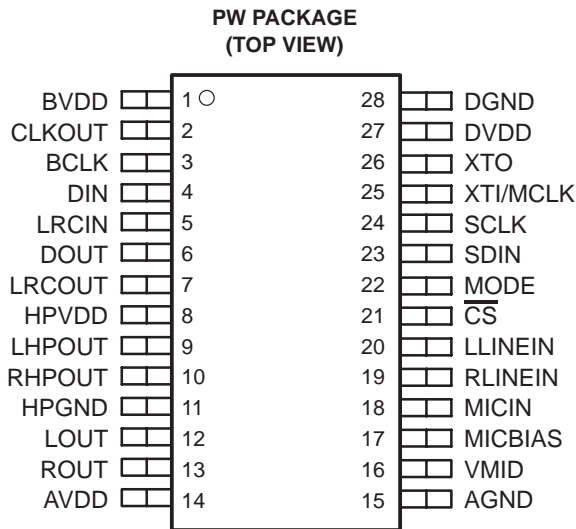 PW PACKAGE
(TOP VIEW)
BVDD 1 28 DGND
CLKOUT 2 27 DVDD
BCLK 3 26 XTO
DIN 4 25 XTI/MCLK
LRCIN 5 24 SCLK
DOUT 6 23 SDIN
LRCOUT 7 22 MODE
HPVDD 8 21 C̅S̅
LHPOUT 9 20 LLINEIN
RHPOUT 10 19 RLINEIN
HPGND 11 18 MICIN
LOUT 12 17 MICBIAS
ROUT 13 16 VMID
AVDD 14 15 AGND